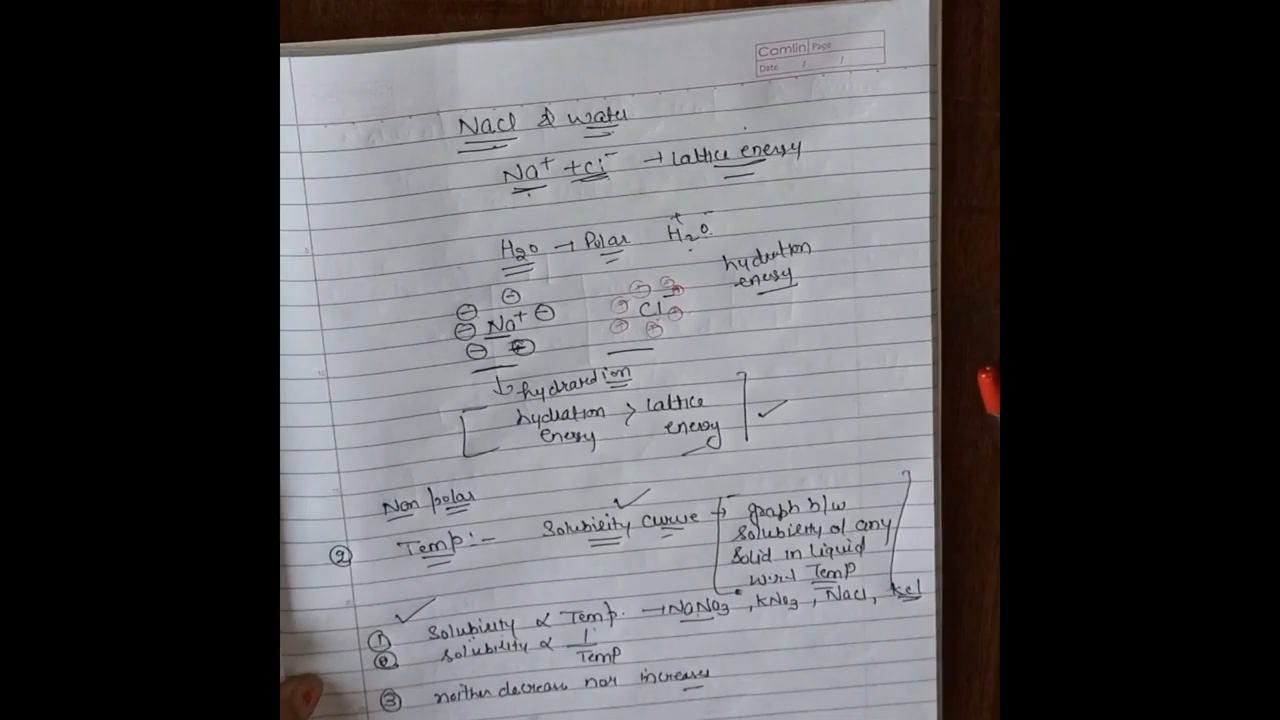 Camlin Page
Date / /
NaCl & water
Na⁺ + Cl⁻ → Lattice energy
H₂O → Polar H₂⁺O⁻
hydration
energy
⊖ ⊖ ⊖ ⊖ Na⁺ ⊖
Cl
↓ hydration
hydration > Lattice
energy energy
Non polar
② Temp :- Solubility curve → graph b/w
solubility of any
solid in liquid
w.r.t Temp
① Solubility ∝ Temp. → NaNO₃, KNO₃, NaCl, KCl
② solubility ∝ 1/Temp
③ neither decrease nor increase